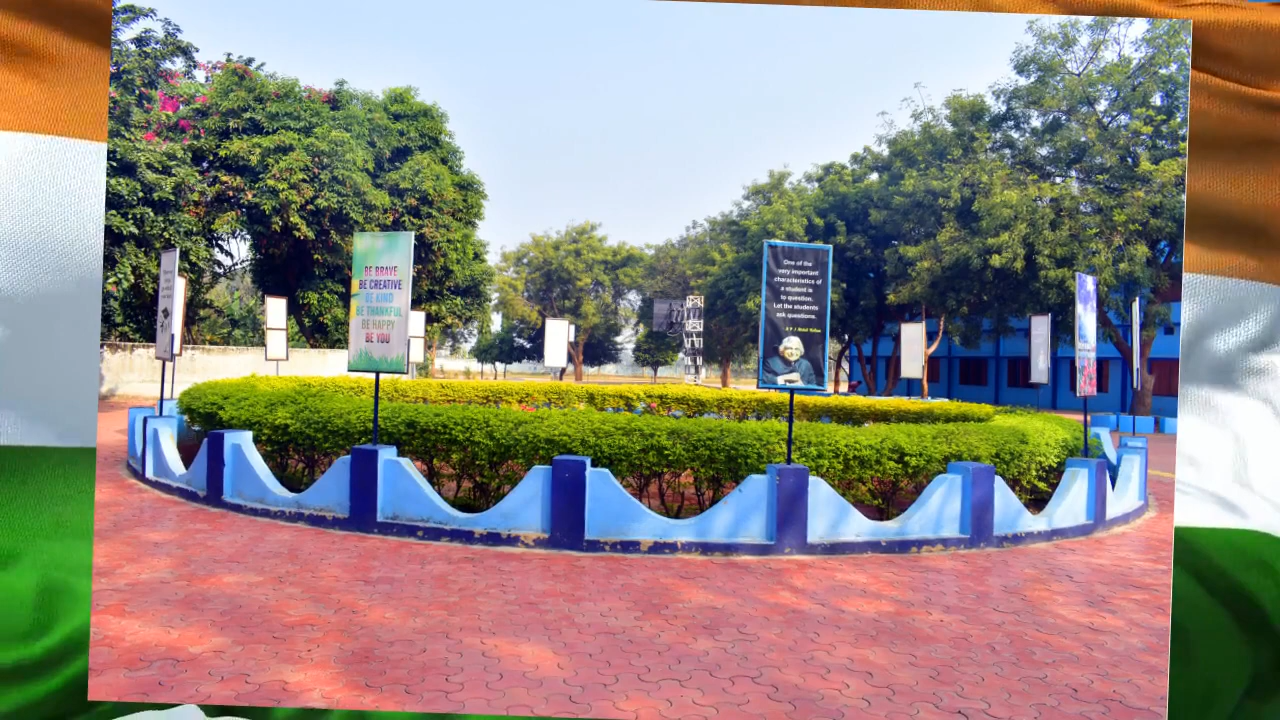 BE BRAVE
BE CREATIVE
BE KIND
BE THANKFUL
BE HAPPY
BE YOU
One of the
very important
characteristics of
a student is
to question.
Let the students
ask questions.
A P J Abdul Kalam